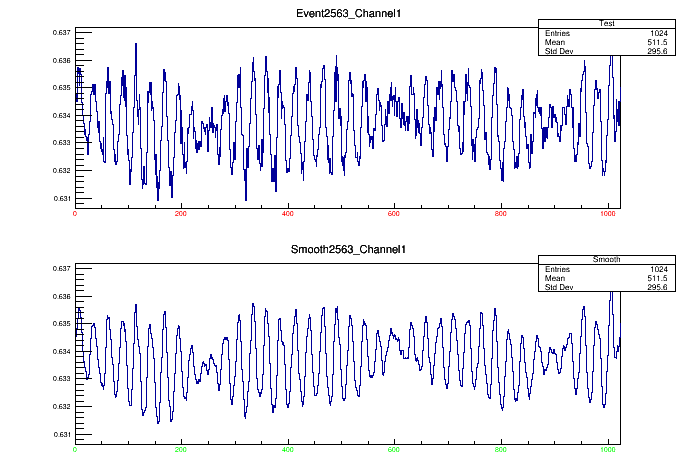 Event2563_Channel1
Test
Entries 1024
Mean 511.5
Std Dev 295.6
0.637
0.636
0.635
0.634
0.633
0.632
0.631
0 200 400 600 800 1000
Smooth2563_Channel1
Smooth
Entries 1024
Mean 511.5
Std Dev 295.6
0.637
0.636
0.635
0.634
0.633
0.632
0.631
0 200 400 600 800 1000